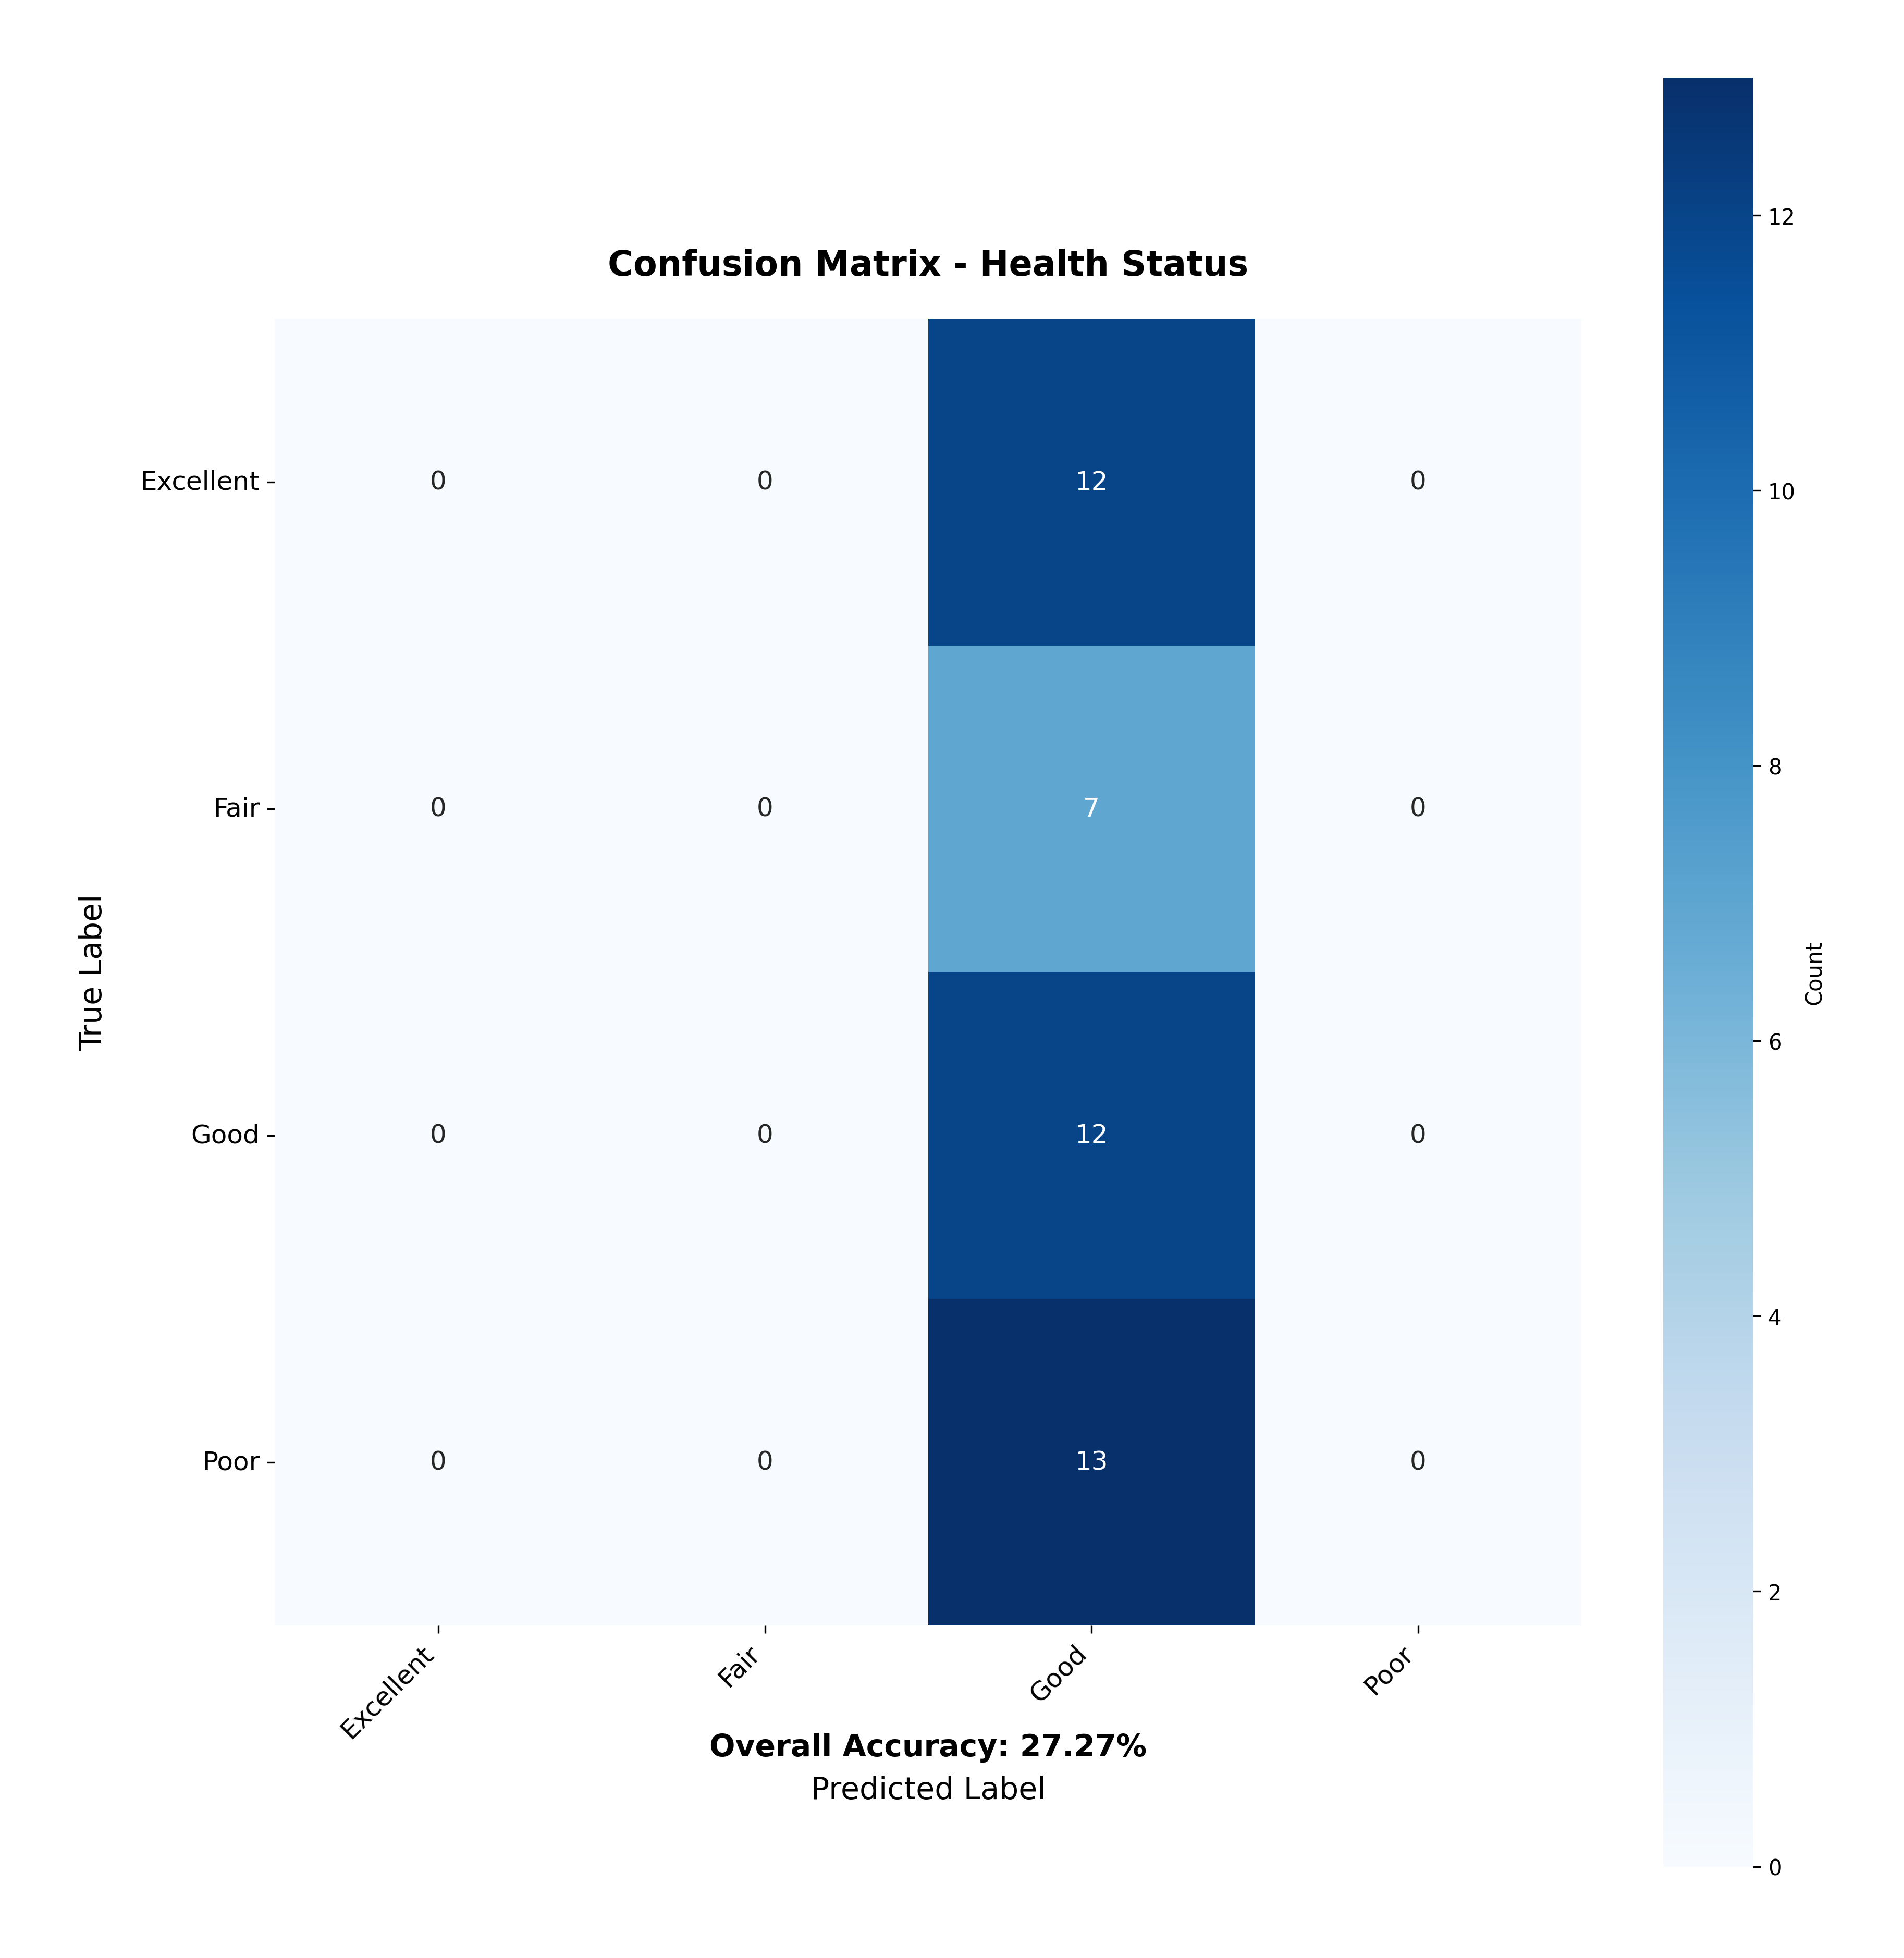 Confusion Matrix - Health Status
True Label
Excellent 0 0 12 0
Fair 0 0 7 0
Good 0 0 12 0
Poor 0 0 13 0
Excellent Fair Good Poor
Overall Accuracy: 27.27%
Predicted Label
12
10
8
6
4
2
0
Count